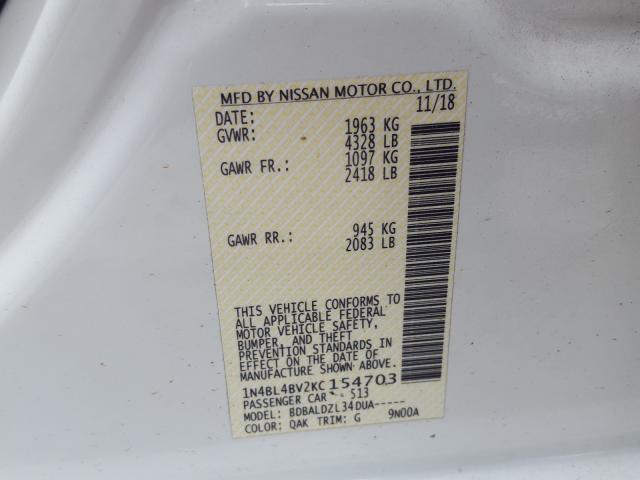 MFD BY NISSAN MOTOR CO., LTD.
DATE: 11/18
GVWR: 1963 KG
4328 LB
GAWR FR.: 1097 KG
2418 LB
GAWR RR.: 945 KG
2083 LB
THIS VEHICLE CONFORMS TO
ALL APPLICABLE FEDERAL
MOTOR VEHICLE SAFETY,
BUMPER, AND THEFT
PREVENTION STANDARDS IN
EFFECT ON THE DATE OF
MANUFACTURE SHOWN ABOVE.
1N4BL4BV2KC154703
PASSENGER CAR 513
MODEL: BDBALDZL34DUA-----
COLOR: QAK TRIM: G 9N00A